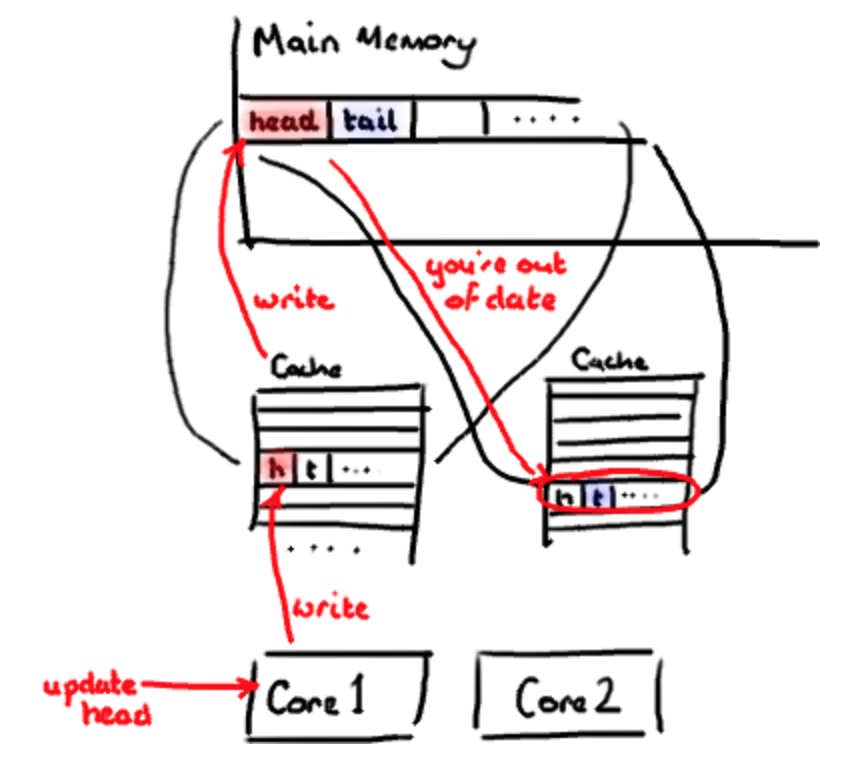 Main Memory
head tail ....
you're out
of date
write
Cache
Cache
h t ...
h t ....
....
write
update
head
Core 1
Core 2